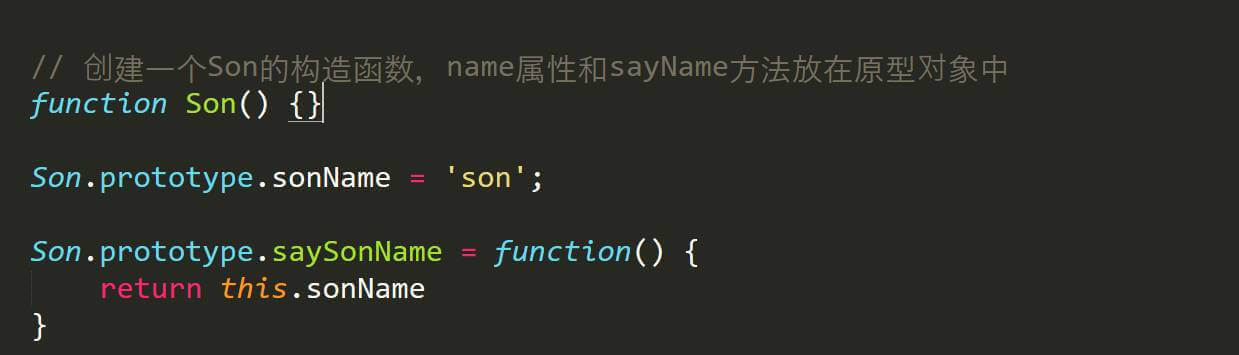 // 创建一个Son的构造函数，name属性和sayName方法放在原型对象中
function Son() {}
Son.prototype.sonName = 'son';
Son.prototype.saySonName = function() {
    return this.sonName
}